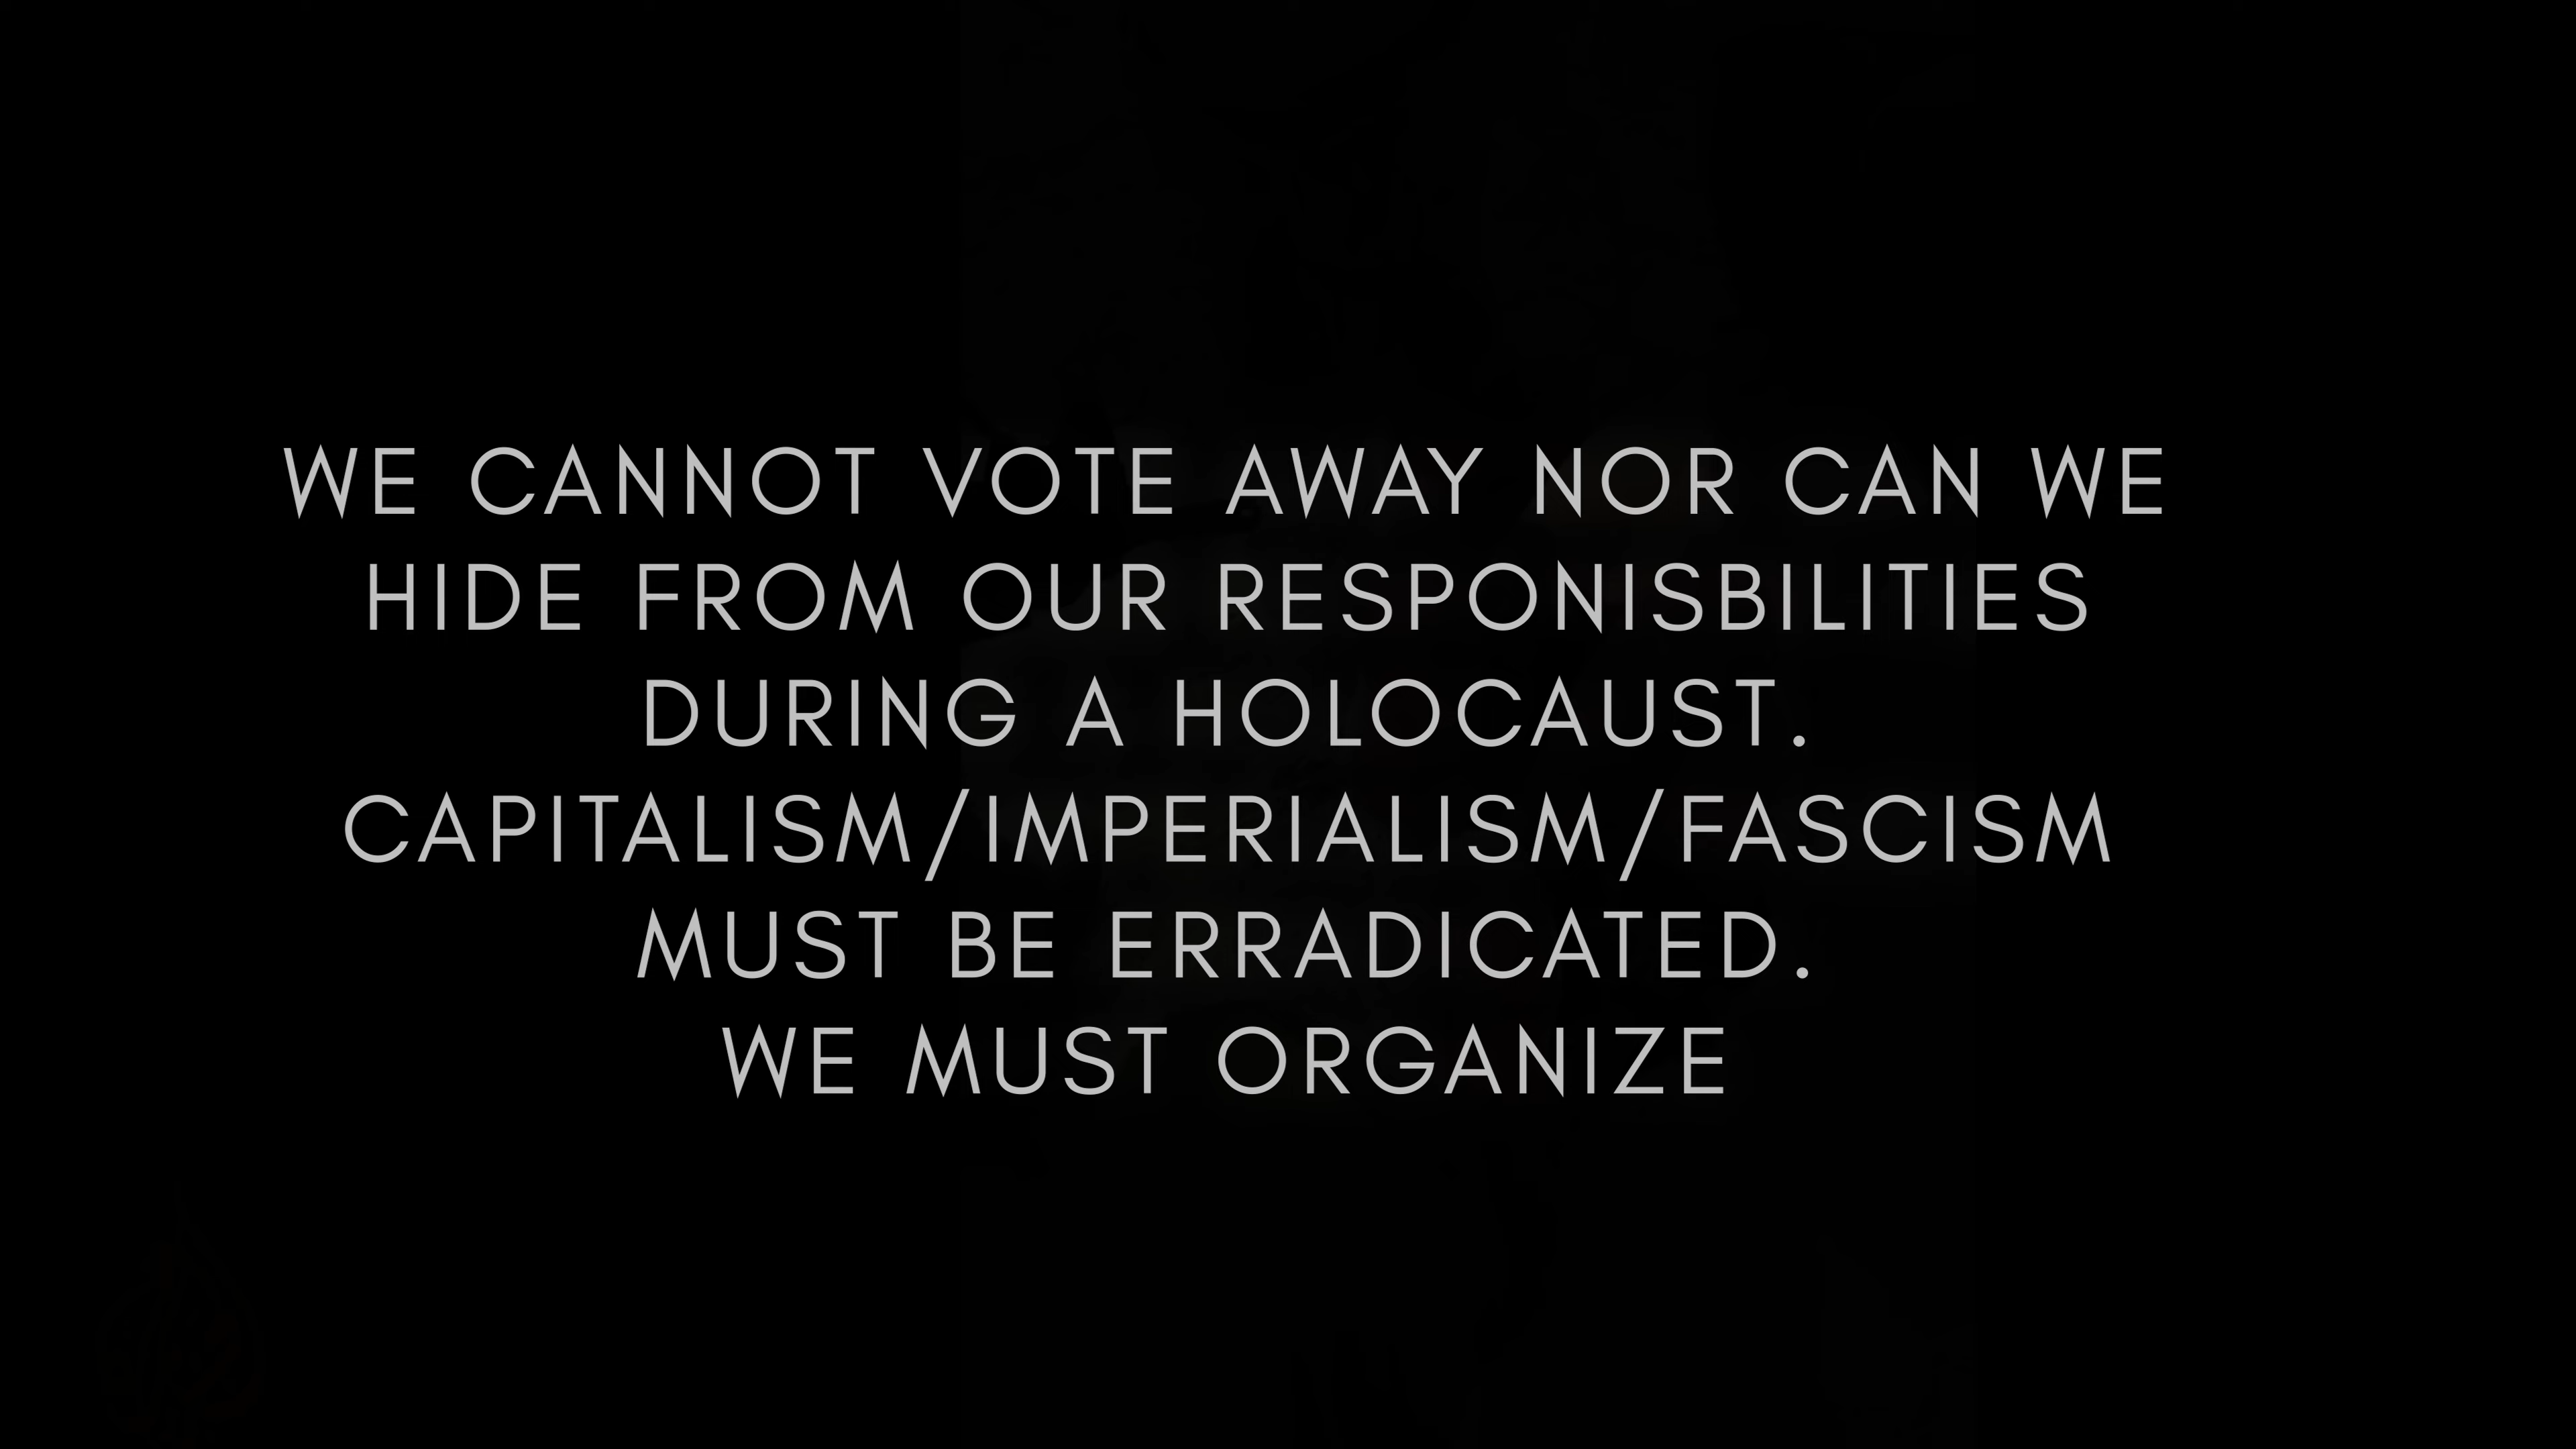 WE CANNOT VOTE AWAY NOR CAN WE
HIDE FROM OUR RESPONISBILITIES
DURING A HOLOCAUST.
CAPITALISM/IMPERIALISM/FASCISM
MUST BE ERRADICATED.
WE MUST ORGANIZE